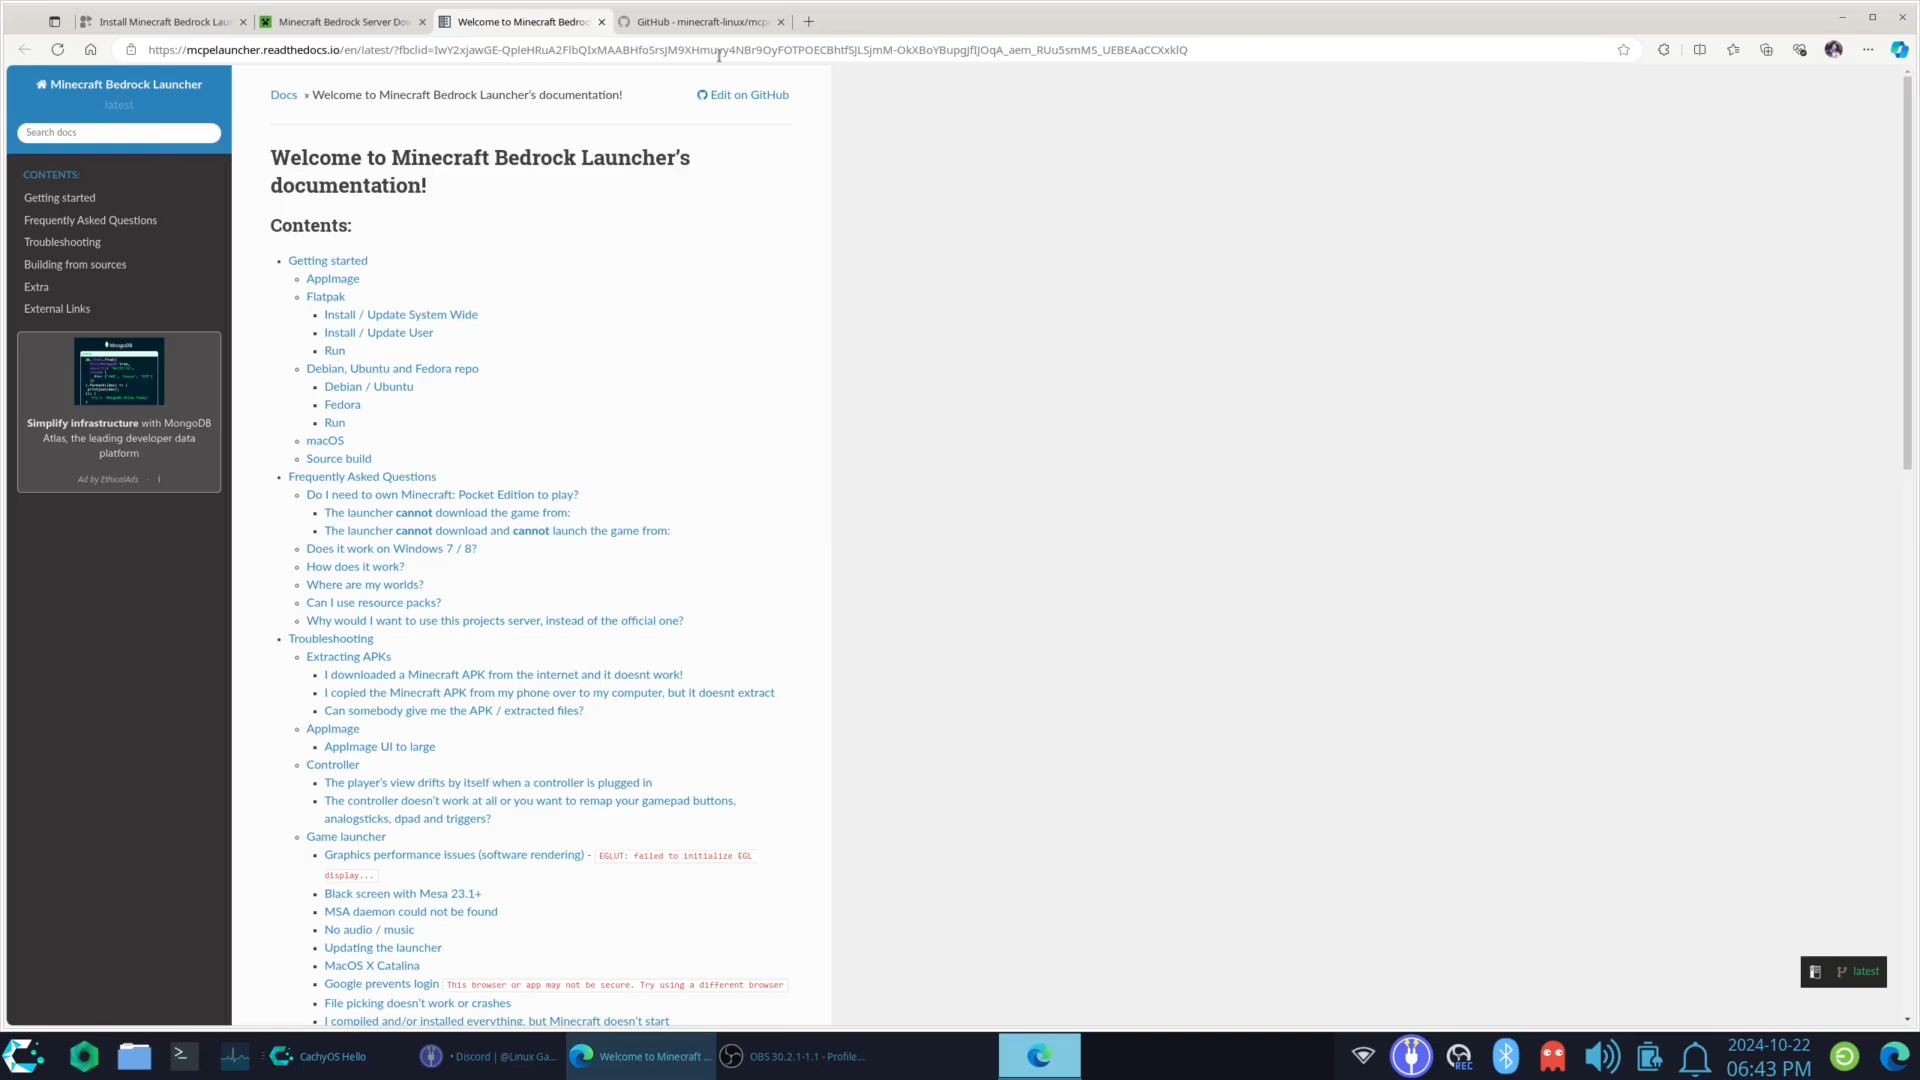 Install Minecraft Bedrock Lau
Minecraft Bedrock Server Do
Welcome to Minecraft Bedroc
GitHub - minecraft-linux/mcp
https://mcpelauncher.readthedocs.io/en/latest/
Minecraft Bedrock Launcher
latest
Search docs
CONTENTS:
Getting started
Frequently Asked Questions
Troubleshooting
Building from sources
Extra
External Links
MongoDB
Simplify infrastructure with MongoDB
Atlas, the leading developer data
platform
Ad by EthicalAds · i
Docs » Welcome to Minecraft Bedrock Launcher’s documentation!
Edit on GitHub
Welcome to Minecraft Bedrock Launcher’s
documentation!
Contents:
Getting started
AppImage
Flatpak
Install / Update System Wide
Install / Update User
Run
Debian, Ubuntu and Fedora repo
Debian / Ubuntu
Fedora
Run
macOS
Source build
Frequently Asked Questions
Do I need to own Minecraft: Pocket Edition to play?
The launcher cannot download the game from:
The launcher cannot download and cannot launch the game from:
Does it work on Windows 7 / 8?
How does it work?
Where are my worlds?
Can I use resource packs?
Why would I want to use this projects server, instead of the official one?
Troubleshooting
Extracting APKs
I downloaded a Minecraft APK from the internet and it doesnt work!
I copied the Minecraft APK from my phone over to my computer, but it doesnt extract
Can somebody give me the APK / extracted files?
AppImage
AppImage UI to large
Controller
The player’s view drifts by itself when a controller is plugged in
The controller doesn’t work at all or you want to remap your gamepad buttons,
analogsticks, dpad and triggers?
Game launcher
Graphics performance issues (software rendering) - EGLUT: failed to initialize EGL
display...
Black screen with Mesa 23.1+
MSA daemon could not be found
No audio / music
Updating the launcher
MacOS X Catalina
Google prevents login This browser or app may not be secure. Try using a different browser
File picking doesn’t work or crashes
I compiled and/or installed everything, but Minecraft doesn’t start
latest
CachyOS Hello
• Discord | @Linux Ga...
Welcome to Minecraft ...
OBS 30.2.1-1.1 - Profile...
REC
2024-10-22
06:43 PM